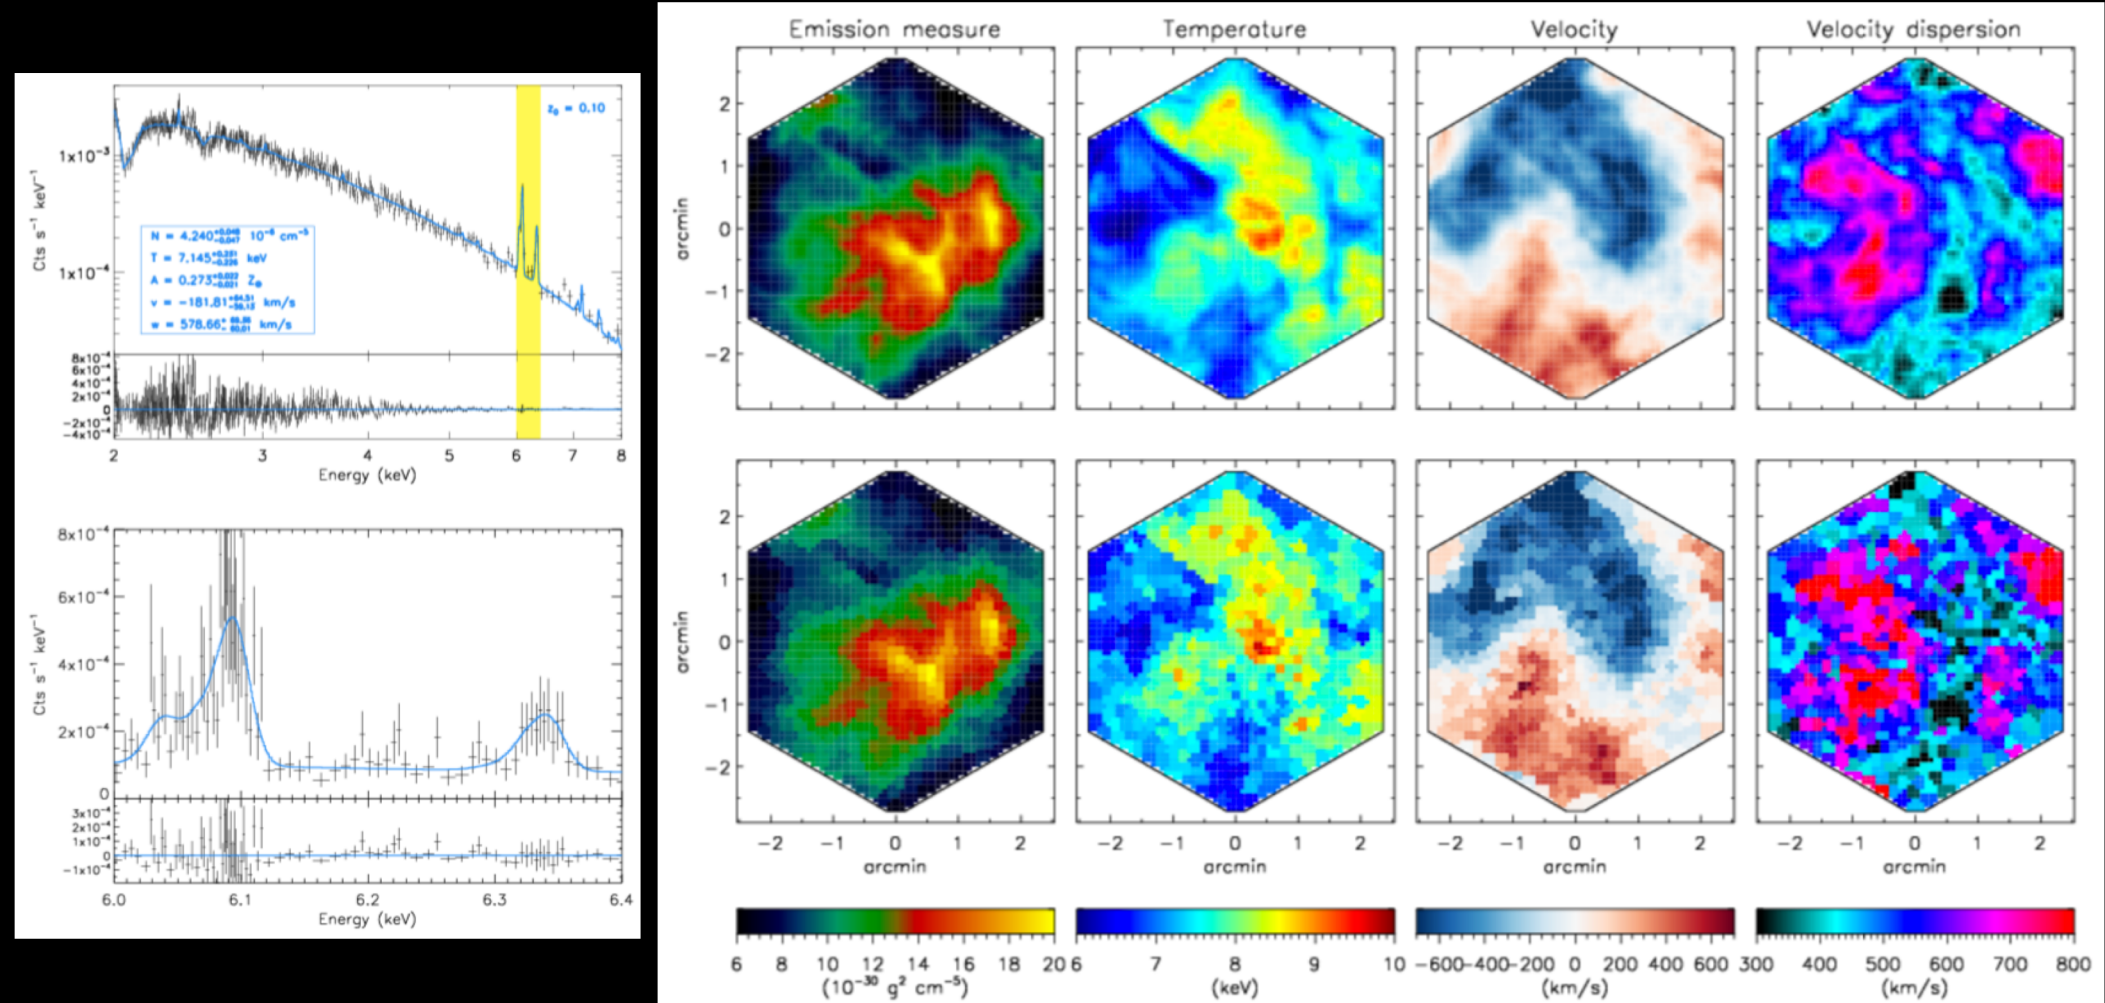 z₀ = 0.10
1x10⁻³
1x10⁻⁴
Cts s⁻¹ keV⁻¹
N = 4.240 10⁻⁶ cm⁻⁵
T = 7.145 keV
A = 0.273 Z⊙
v = −181.81 km/s
w = 578.66 km/s
8x10⁻⁴
6x10⁻⁴
4x10⁻⁴
2x10⁻⁴
0
−2x10⁻⁴
−4x10⁻⁴
2 3 4 5 6 7 8
Energy (keV)
8x10⁻⁴
6x10⁻⁴
4x10⁻⁴
2x10⁻⁴
0
Cts s⁻¹ keV⁻¹
3x10⁻⁴
2x10⁻⁴
1x10⁻⁴
0
−1x10⁻⁴
6.0 6.1 6.2 6.3 6.4
Energy (keV)
Emission measure Temperature Velocity Velocity dispersion
2
1
0
−1
−2
arcmin
2
1
0
−1
−2
arcmin
−2 −1 0 1 2 −2 −1 0 1 2 −2 −1 0 1 2 −2 −1 0 1 2
arcmin arcmin arcmin arcmin
6 8 10 12 14 16 18 20 6 7 8 9 10 −600−400−200 0 200 400 600 300 400 500 600 700 800
(10⁻³⁰ g² cm⁻⁵) (keV) (km/s) (km/s)